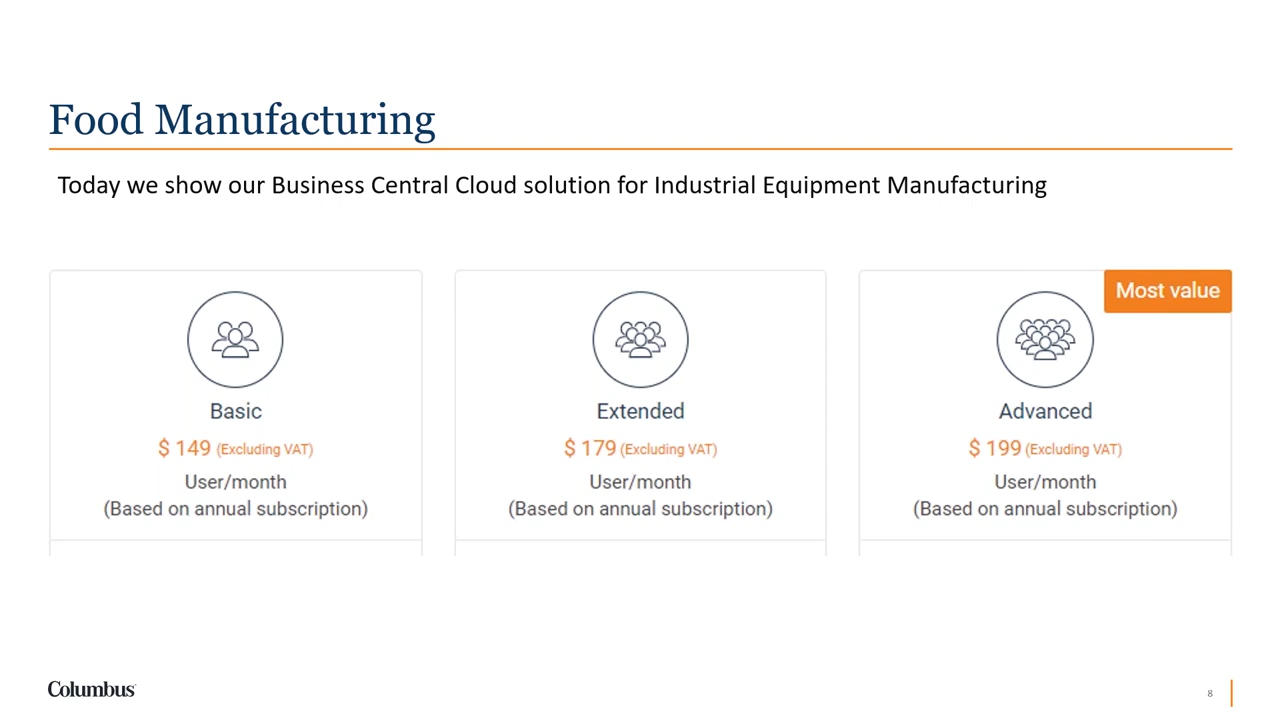 Food Manufacturing
Today we show our Business Central Cloud solution for Industrial Equipment Manufacturing
Most value
Basic
$ 149 (Excluding VAT)
User/month
(Based on annual subscription)
Extended
$ 179 (Excluding VAT)
User/month
(Based on annual subscription)
Advanced
$ 199 (Excluding VAT)
User/month
(Based on annual subscription)
Columbus
8